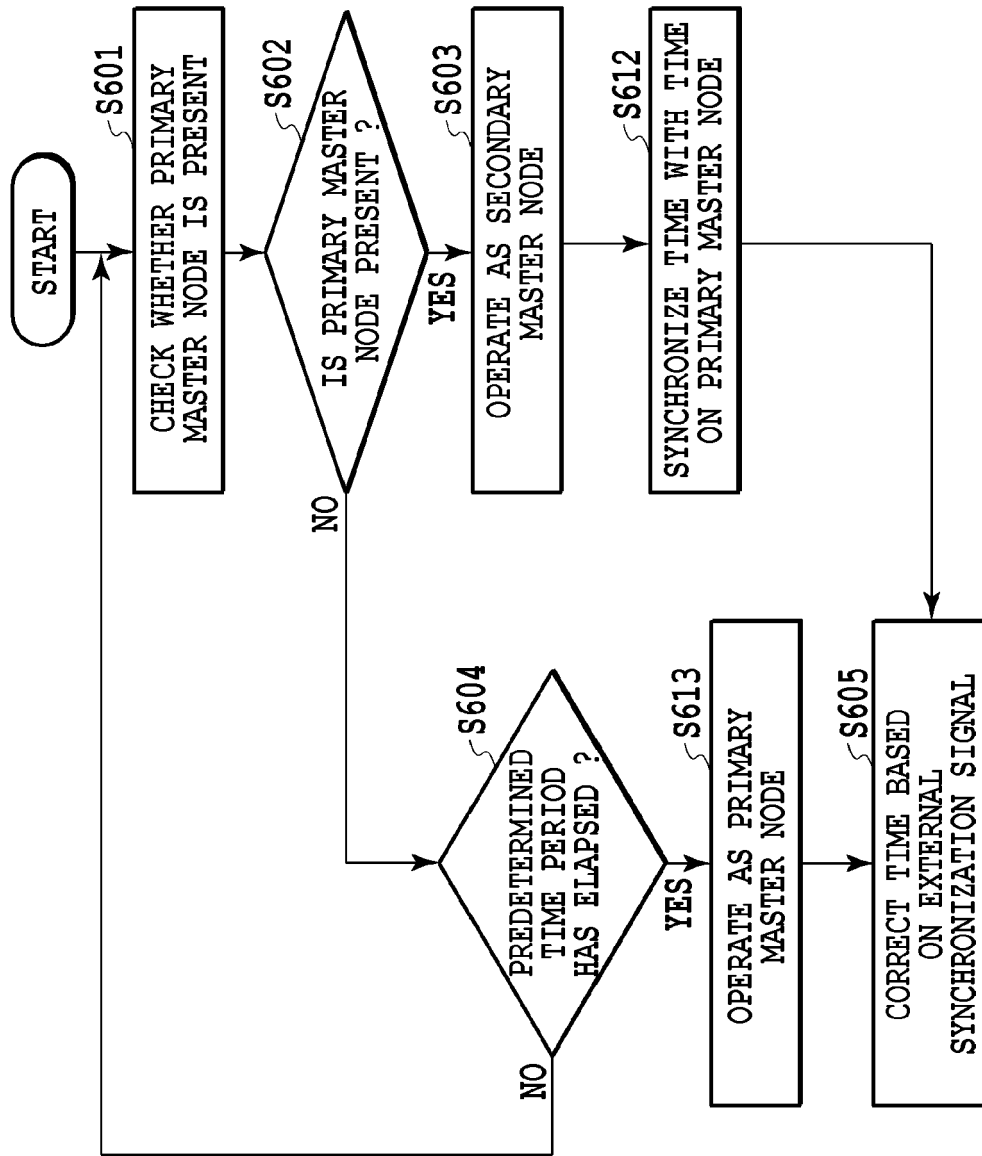 START
S601
CHECK WHETHER PRIMARY
MASTER NODE IS PRESENT
S602
IS PRIMARY MASTER
NODE PRESENT ?
NO
YES
S603
OPERATE AS SECONDARY
MASTER NODE
S612
SYNCHRONIZE TIME WITH TIME
ON PRIMARY MASTER NODE
S604
PREDETERMINED
TIME PERIOD
HAS ELAPSED ?
NO
YES
S613
OPERATE AS PRIMARY
MASTER NODE
S605
CORRECT TIME BASED
ON EXTERNAL
SYNCHRONIZATION SIGNAL